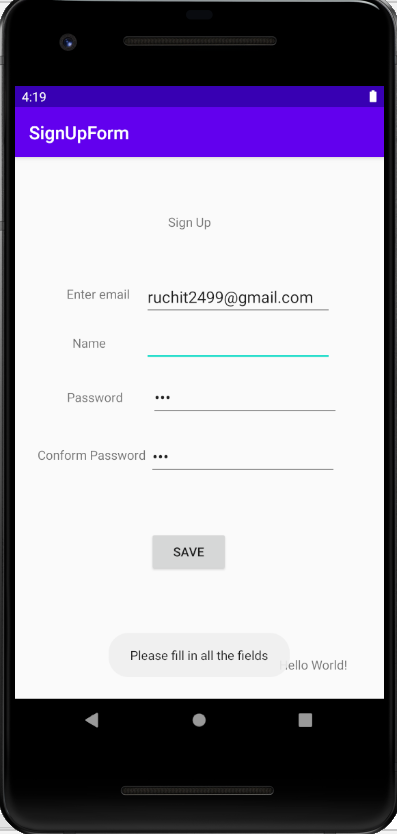 4:19
SignUpForm
Sign Up
Enter email ruchit2499@gmail.com
Name
Password •••
Conform Password •••
SAVE
Please fill in all the fields
Hello World!